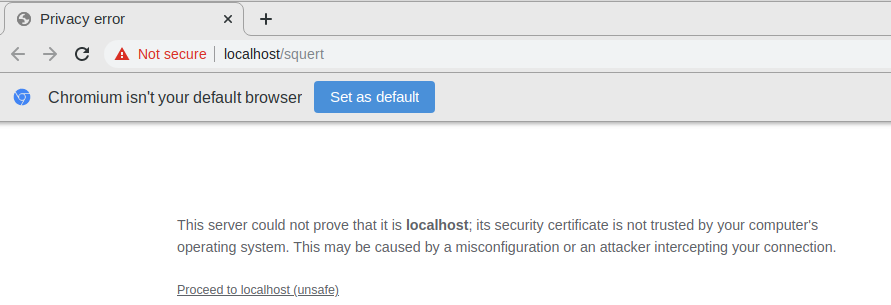 Privacy error
Not secure localhost/squert
Chromium isn't your default browser Set as default
This server could not prove that it is localhost; its security certificate is not trusted by your computer's
operating system. This may be caused by a misconfiguration or an attacker intercepting your connection.
Proceed to localhost (unsafe)